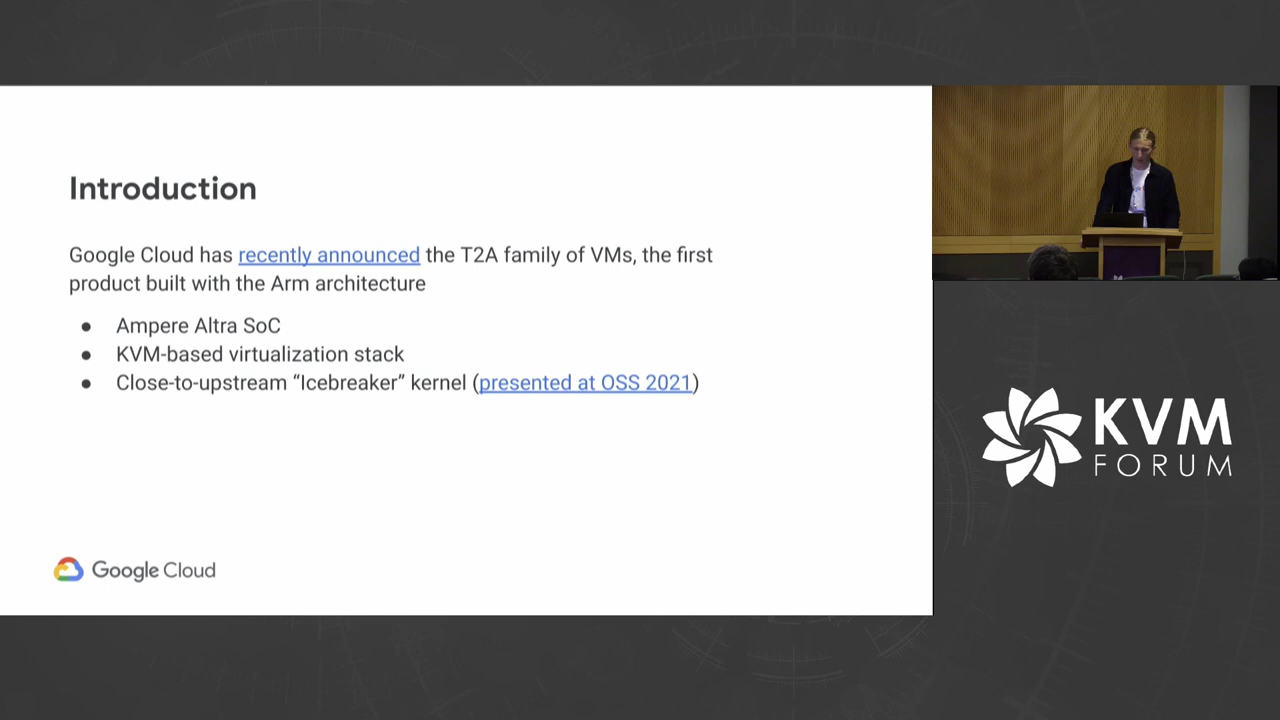 Introduction
Google Cloud has recently announced the T2A family of VMs, the first
product built with the Arm architecture
● Ampere Altra SoC
● KVM-based virtualization stack
● Close-to-upstream “Icebreaker” kernel (presented at OSS 2021)
Google Cloud
KVM
FORUM